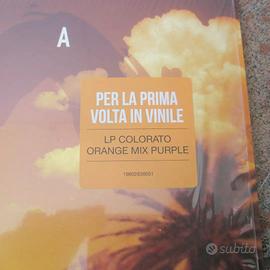 A
PER LA PRIMA
VOLTA IN VINILE
LP COLORATO
ORANGE MIX PURPLE
subito